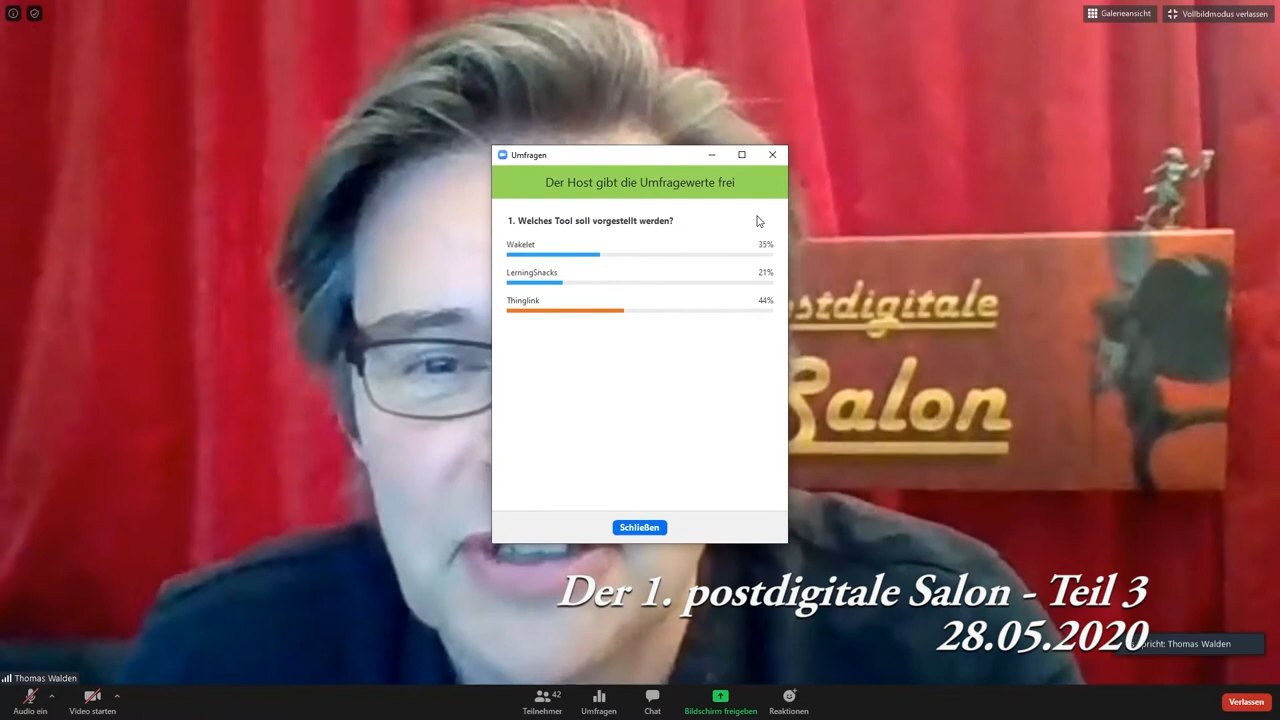 Galerieansicht
Vollbildmodus verlassen
Umfragen
Der Host gibt die Umfragewerte frei
1. Welches Tool soll vorgestellt werden?
Wakelet 35%
LerningSnacks 21%
Thinglink 44%
Schließen
stdigitale
Salon
Der 1. postdigitale Salon - Teil 3
28.05.2020
richt: Thomas Walden
Thomas Walden
Audio ein
Video starten
42
Teilnehmer
Umfragen
Chat
Bildschirm freigeben
Reaktionen
Verlassen